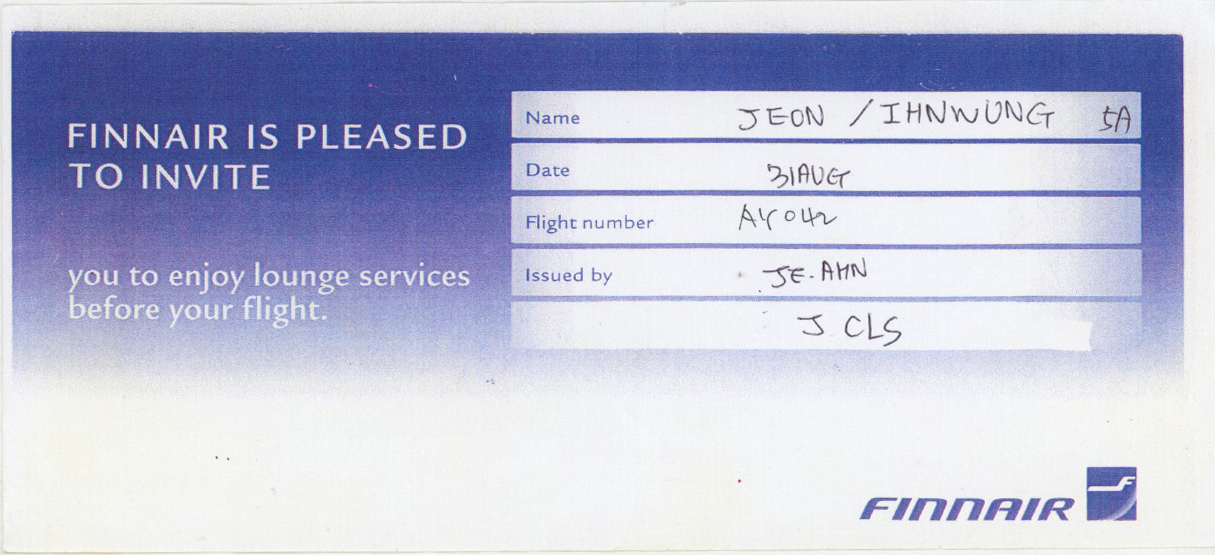 FINNAIR IS PLEASED
TO INVITE
you to enjoy lounge services
before your flight.
Name JEON / IHNWUNG 5A
Date 31AUG
Flight number AY042
Issued by JE.AHN
J CLS
FINNAIR